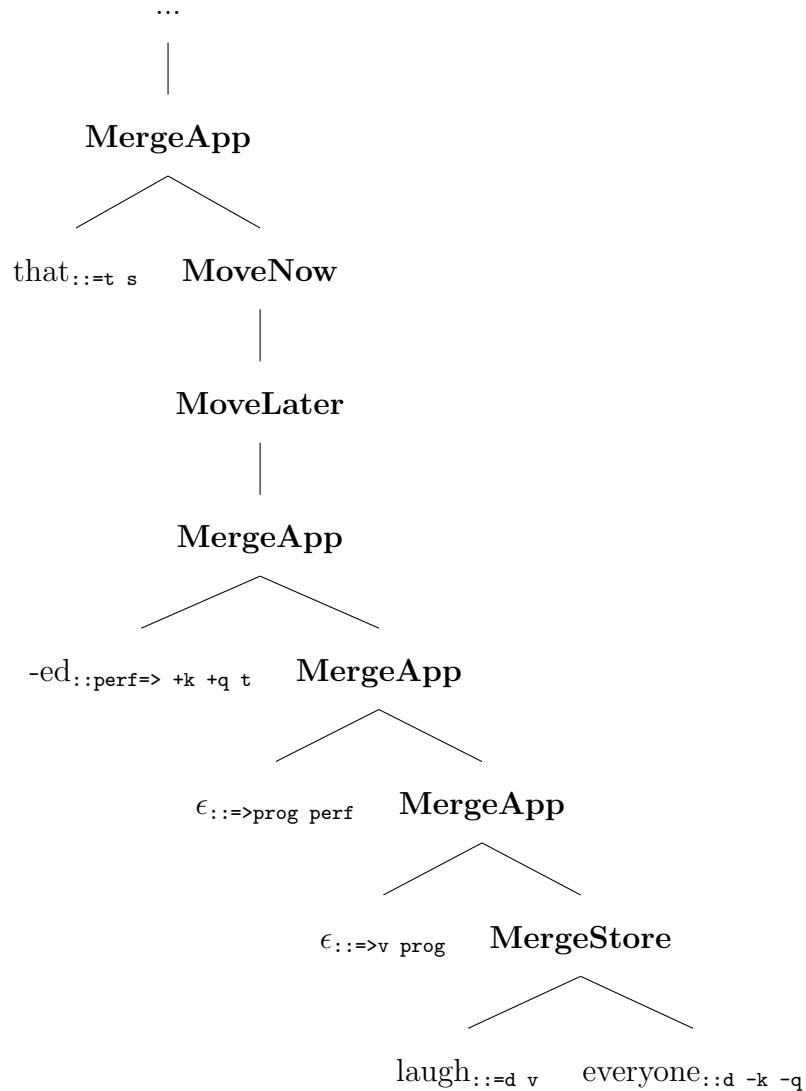 ...
MergeApp
that::=t s MoveNow
MoveLater
MergeApp
-ed::perf=> +k +q t MergeApp
ϵ::=>prog perf MergeApp
ϵ::=>v prog MergeStore
laugh::=d v everyone::d -k -q